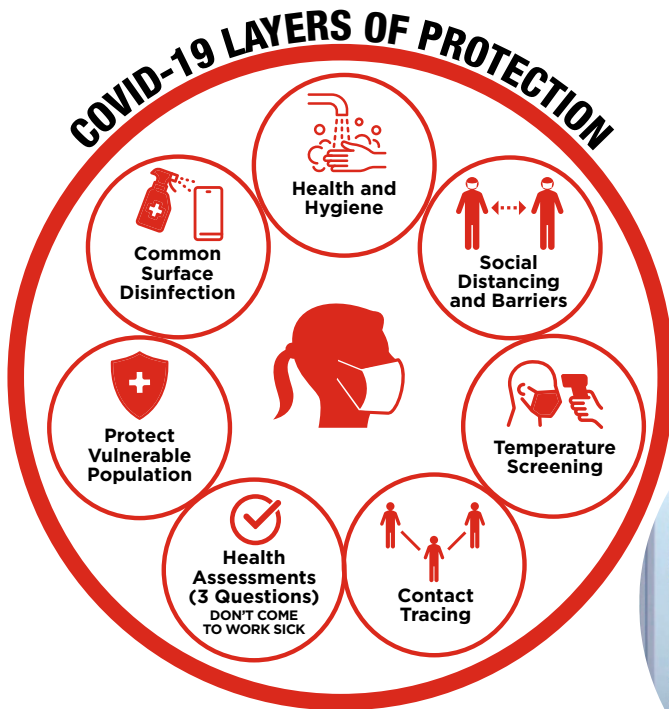 COVID-19 LAYERS OF PROTECTION
Health and
Hygiene
Social
Distancing
and Barriers
Temperature
Screening
Contact
Tracing
Health
Assessments
(3 Questions)
DON'T COME
TO WORK SICK
Protect
Vulnerable
Population
Common
Surface
Disinfection